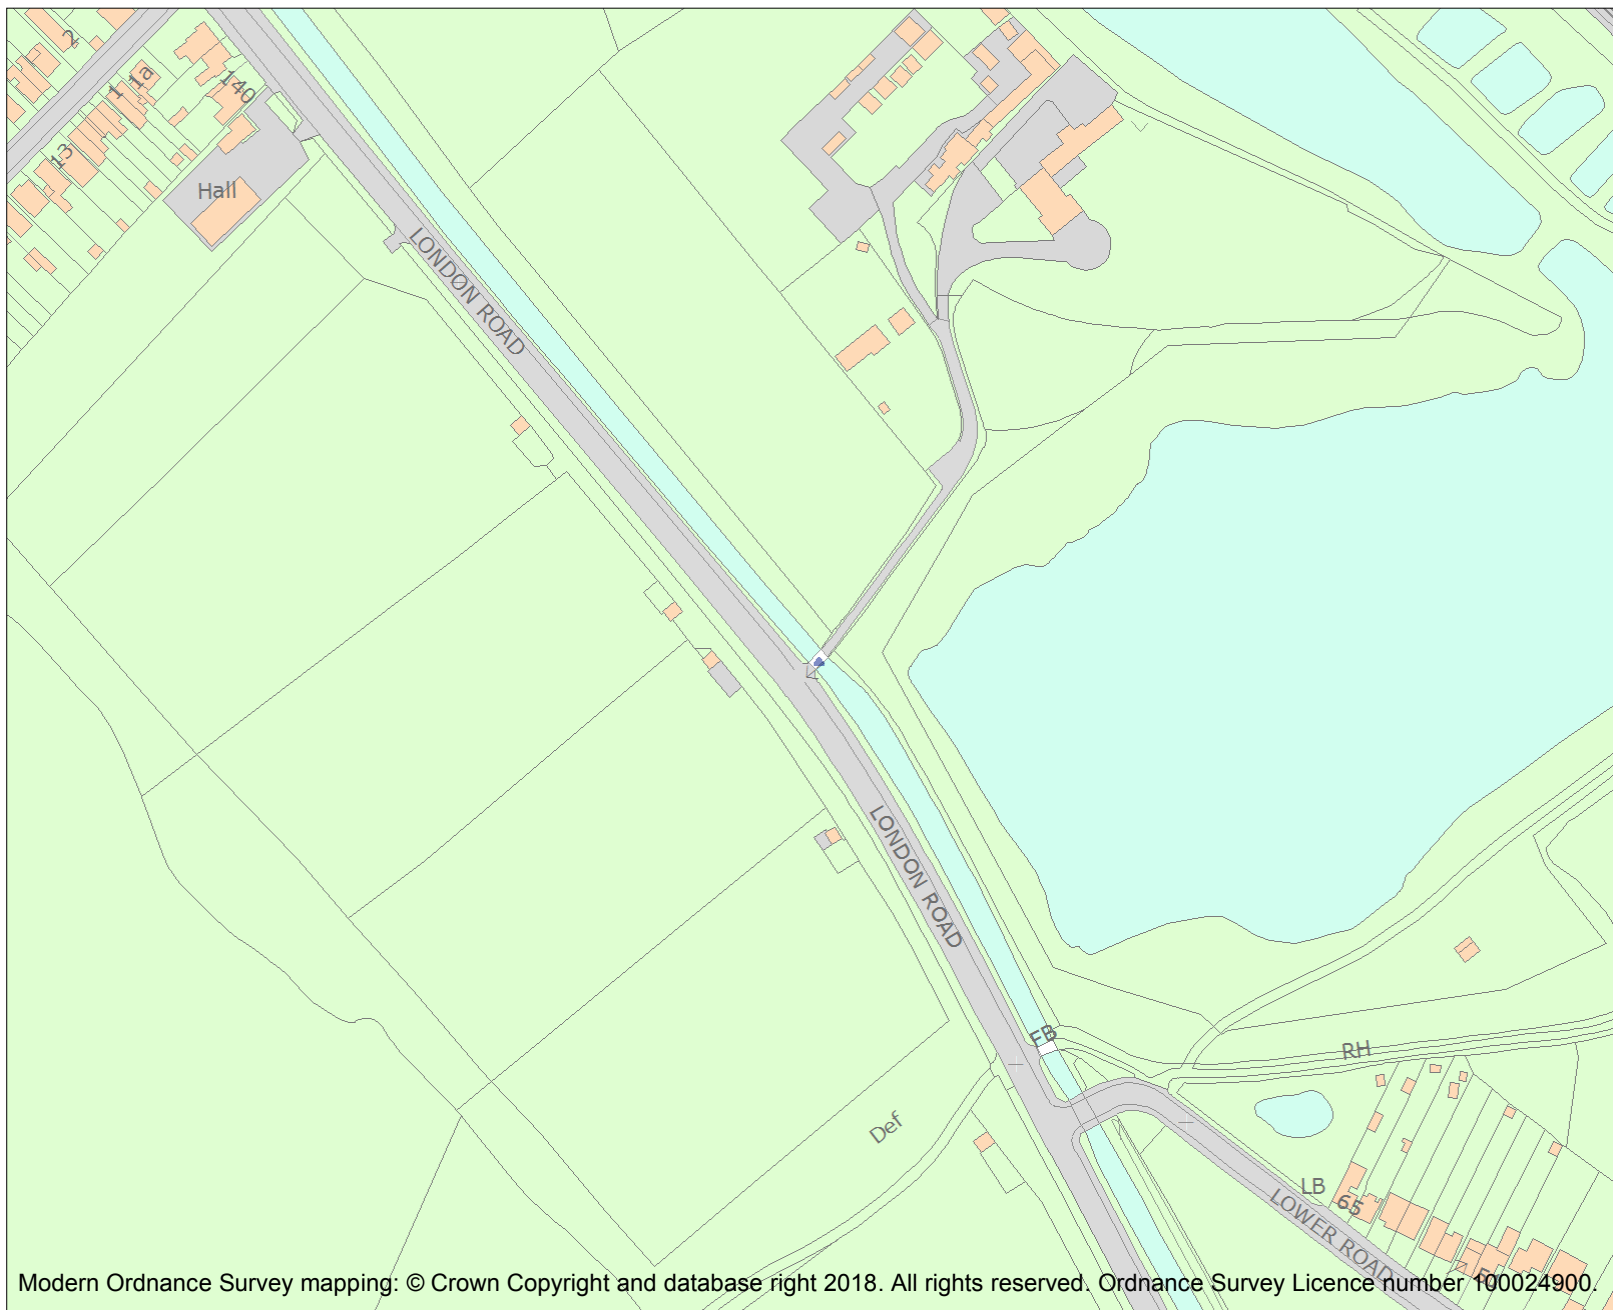 2
1
1a
140
13
Hall
LONDON ROAD
LONDON ROAD
FB
RH
Def
LB
65
LOWER ROAD
Modern Ordnance Survey mapping: © Crown Copyright and database right 2018. All rights reserved. Ordnance Survey Licence number 100024900.